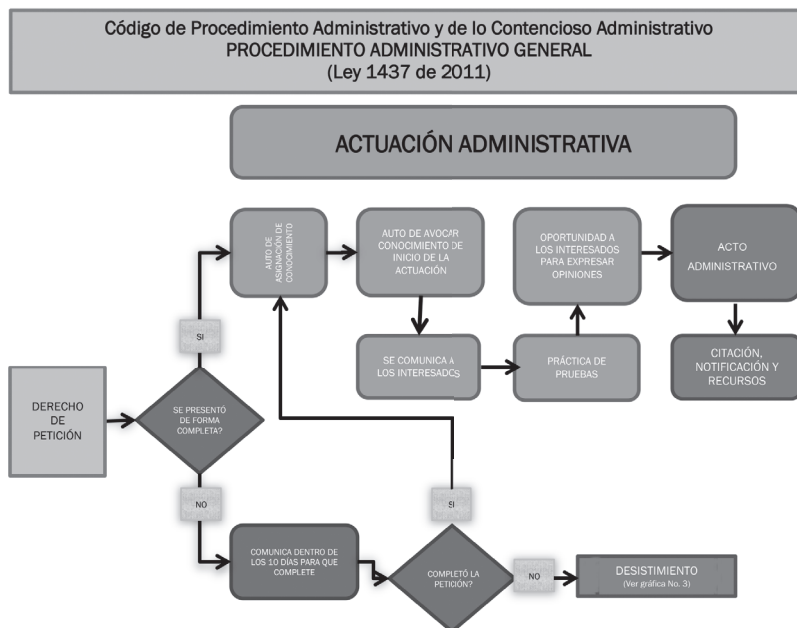 Código de Procedimiento Administrativo y de lo Contencioso Administrativo
PROCEDIMIENTO ADMINISTRATIVO GENERAL
(Ley 1437 de 2011)
ACTUACIÓN ADMINISTRATIVA
AUTO DE
ASIGNACIÓN DE
CONOCIMIENTO
AUTO DE AVOCAR
CONOCIMIENTO DE
INICIO DE LA
ACTUACIÓN
OPORTUNIDAD A
LOS INTERESADOS
PARA EXPRESAR
OPINIONES
ACTO
ADMINISTRATIVO
SI
SE COMUNICA A
LOS INTERESADOS
PRÁCTICA DE
PRUEBAS
CITACIÓN,
NOTIFICACIÓN Y
RECURSOS
DERECHO
DE
PETICIÓN
SE PRESENTÓ
DE FORMA
COMPLETA?
NO
SI
COMUNICA DENTRO DE
LOS 10 DÍAS PARA QUE
COMPLETE
COMPLETÓ LA
PETICIÓN?
NO
DESISTIMIENTO
(Ver gráfica No. 3)